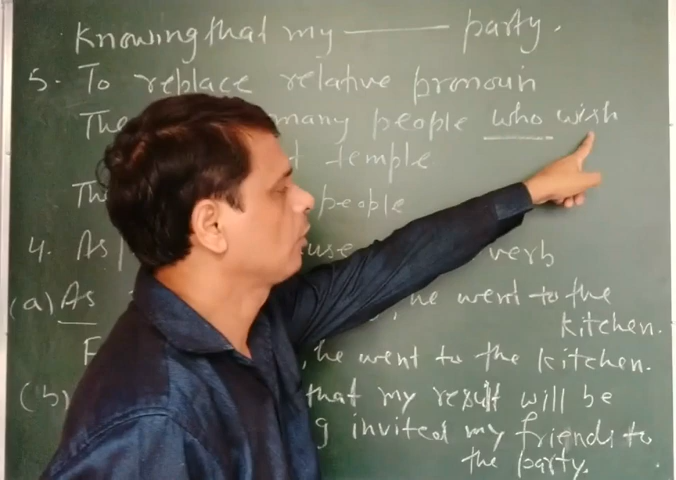 Knowing that my ——— party.
5. To replace relative pronoun
The many people who wish
temple
Th people
4. As use verb
(a) As , he went to the
kitchen.
F , he went to the kitchen.
(b) that my result will be
g invited my friends to
the party.